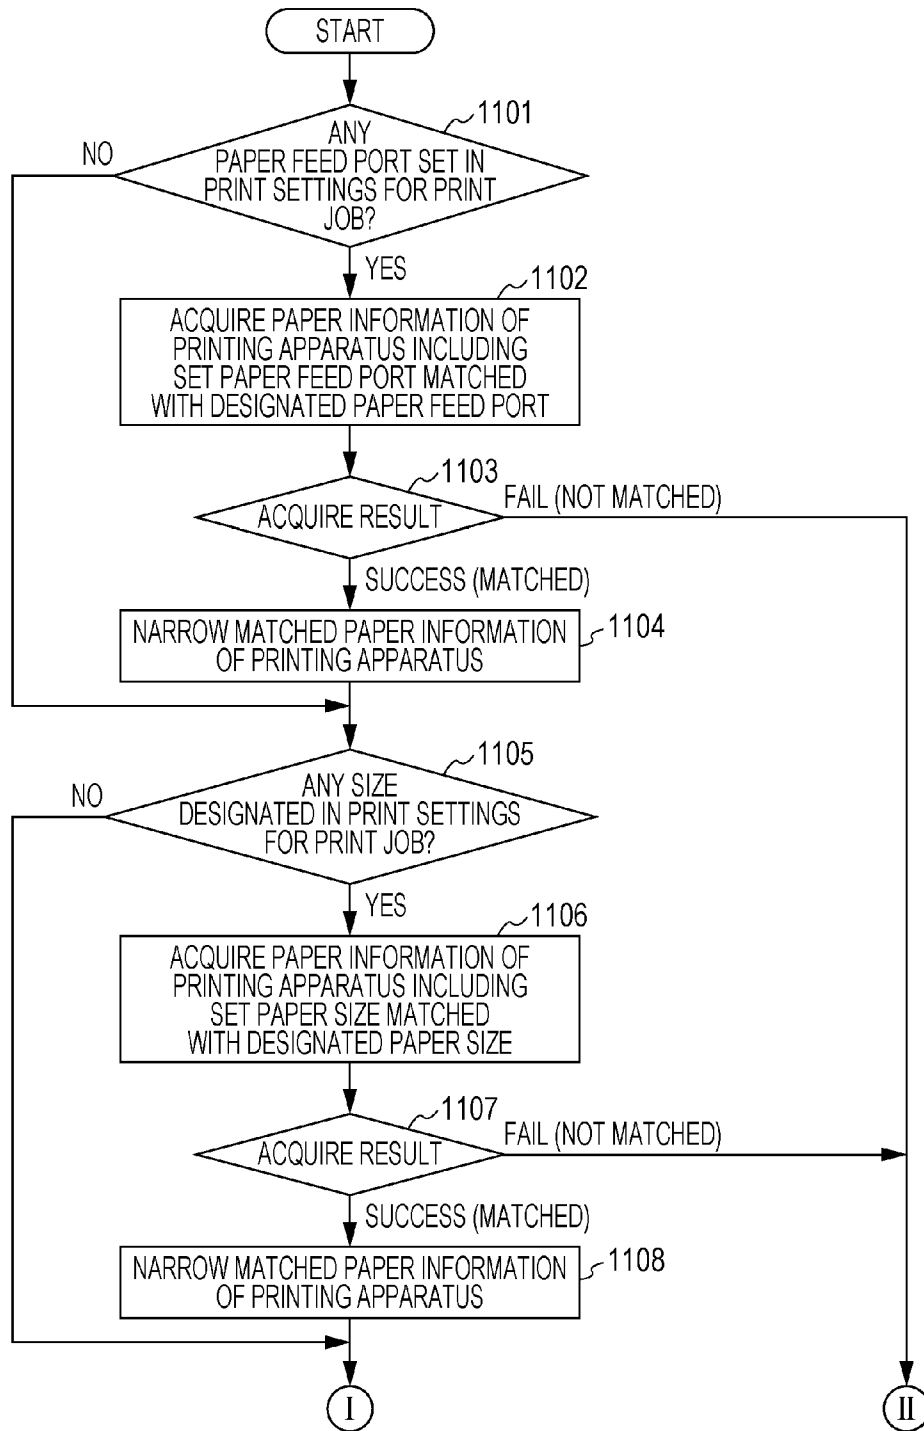 START
1101
ANY
PAPER FEED PORT SET IN
PRINT SETTINGS FOR PRINT
JOB?
NO
YES
1102
ACQUIRE PAPER INFORMATION OF
PRINTING APPARATUS INCLUDING
SET PAPER FEED PORT MATCHED
WITH DESIGNATED PAPER FEED PORT
1103
ACQUIRE RESULT
FAIL (NOT MATCHED)
SUCCESS (MATCHED)
NARROW MATCHED PAPER INFORMATION
OF PRINTING APPARATUS
1104
1105
ANY SIZE
DESIGNATED IN PRINT SETTINGS
FOR PRINT JOB?
NO
YES
1106
ACQUIRE PAPER INFORMATION OF
PRINTING APPARATUS INCLUDING
SET PAPER SIZE MATCHED
WITH DESIGNATED PAPER SIZE
1107
ACQUIRE RESULT
FAIL (NOT MATCHED)
SUCCESS (MATCHED)
NARROW MATCHED PAPER INFORMATION
OF PRINTING APPARATUS
1108
I
II